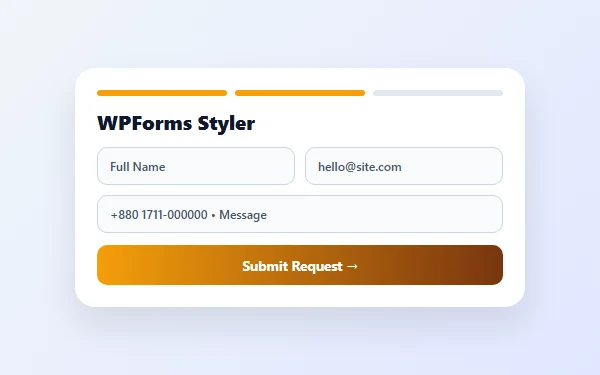 WPForms Styler
Full Name
hello@site.com
+880 1711-000000 • Message
Submit Request →